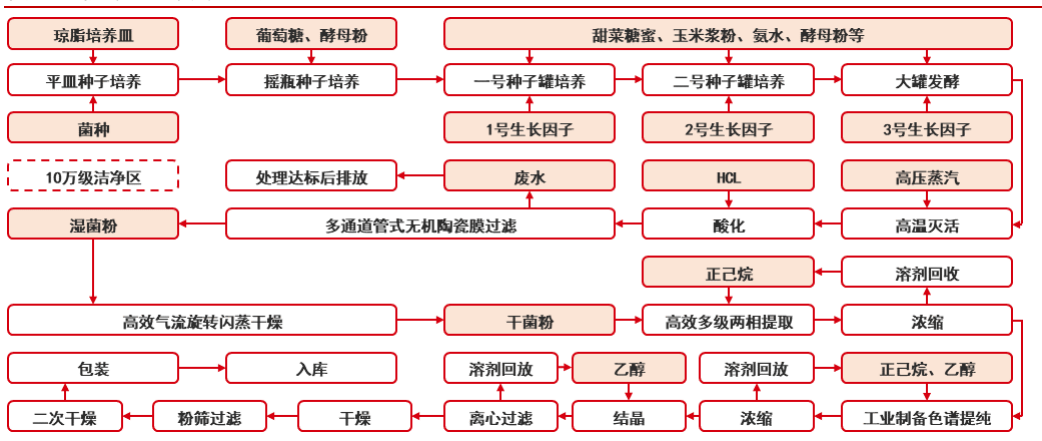 琼脂培养皿
葡萄糖、酵母粉
甜菜糖蜜、玉米浆粉、氨水、酵母粉等
平皿种子培养
摇瓶种子培养
一号种子罐培养
二号种子罐培养
大罐发酵
菌种
1号生长因子
2号生长因子
3号生长因子
10万级洁净区
处理达标后排放
废水
HCL
高压蒸汽
湿菌粉
多通道管式无机陶瓷膜过滤
酸化
高温灭活
正己烷
溶剂回收
高效气流旋转闪蒸干燥
干菌粉
高效多级两相提取
浓缩
包装
入库
溶剂回放
乙醇
溶剂回放
正己烷、乙醇
二次干燥
粉筛过滤
干燥
离心过滤
结晶
浓缩
工业制备色谱提纯